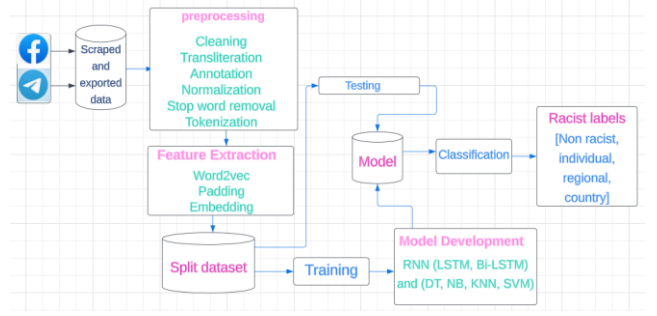 Scraped
and
exported
data
preprocessing
Cleaning
Transliteration
Annotation
Normalization
Stop word removal
Tokenization
Feature Extraction
Word2vec
Padding
Embedding
Split dataset
Testing
Training
Model
Classification
Model Development
RNN (LSTM, Bi-LSTM)
and (DT, NB, KNN, SVM)
Racist labels
[Non racist,
individual,
regional,
country]